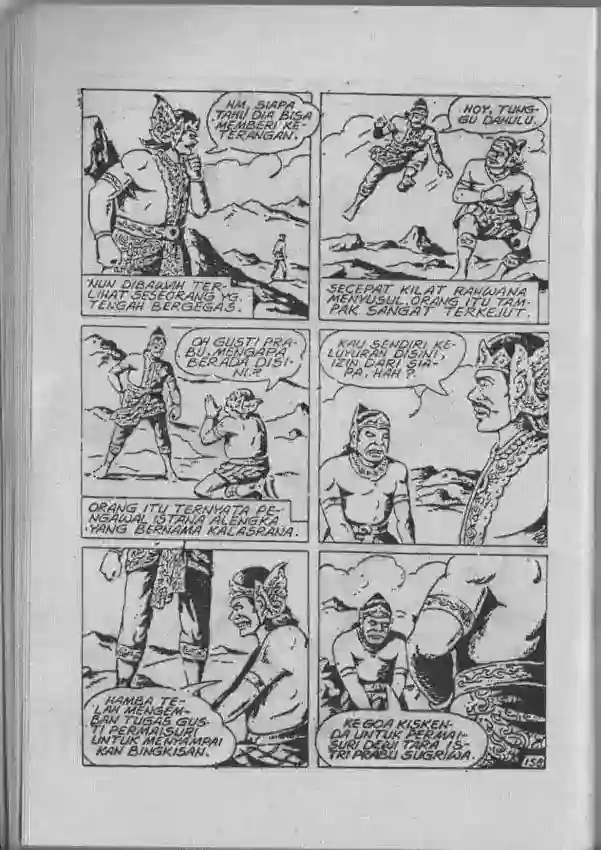 HM, SIAPA
TAHU DIA BISA
MEMBERI KE-
TERANGAN.
NUN DIBAWAH TER-
LIHAT SESEORANG YG.
TENGAH BERGEGAS.
HOY, TUNG-
GU DAHULU.
SECEPAT KILAT RAHWANA
MENYUSUL. ORANG ITU TAM-
PAK SANGAT TERKEJUT.
OH GUSTI PRA-
BU, MENGAPA
BERADA DISI-
NI.?
ORANG ITU TERNYATA PE-
NGAWAL ISTANA ALENGKA
YANG BERNAMA KALASRANA.
KAU SENDIRI KE-
LUYURAN DISINI,
IZIN DARI SIA-
PA, HAH ?
HAMBA TE-
LAH MENGEM-
BAN TUGAS GUS-
TI PERMAISURI
UNTUK MENYAMPAI
KAN BINGKISAN.
KE GOA KISKEN-
DA UNTUK PERMAI-
SURI DEWI TARA IS-
TRI PRABU SUGRIWA.
158